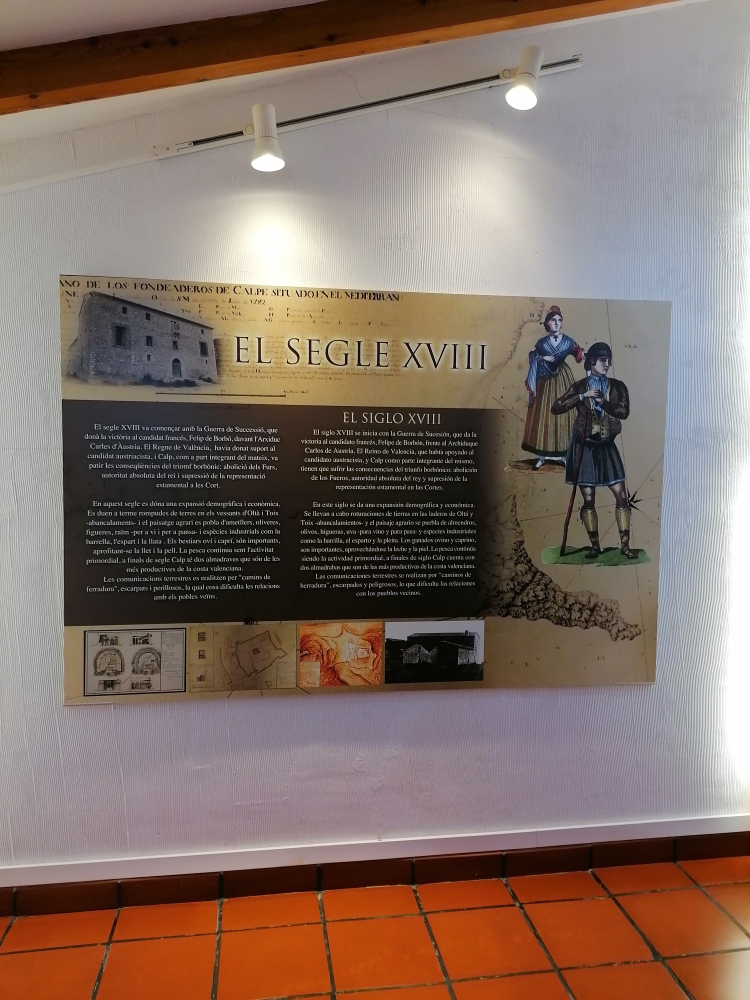 ANO DE LOS FONDEADEROS DE CALPE SITUADO EN EL MEDITERRAN
1792
EL SEGLE XVIII
El segle XVIII va començar amb la Guerra de Successió, que
donà la victòria al candidat francés, Felip de Borbó, davant l'Arxiduc
Carles d'Àustria. El Regne de València, havia donat suport al
candidat austriacista, i Calp, com a part integrant del mateix, va
patir les conseqüències del triomf borbònic: abolició dels Furs,
autoritat absoluta del rei i supressió de la representació
estamental a les Cort.
En aquest segle es dóna una expansió demogràfica i econòmica.
Es duen a terme rompudes de terres en els vessants d'Oltà i Toix
-abancalaments- i el paisatge agrari es pobla d'ametllers, oliveres,
figueres, raïm -per a vi i per a pansa- i espècies industrials com la
barrella, l'espart i la llata . Els bestiars oví i caprí, són importants,
aprofitant-se la llet i la pell. La pesca continua sent l'activitat
primordial, a finals de segle Calp té dos almadraves que són de les
més productives de la costa valenciana.
Les comunicacions terrestres es realitzen per "camins de
ferradura", escarpats i perillosos, la qual cosa dificulta les relacions
amb els pobles veïns.
EL SIGLO XVIII
El siglo XVIII se inicia con la Guerra de Sucesión, que da la
victoria al candidato francés, Felipe de Borbón, frente al Archiduque
Carlos de Austria. El Reino de Valencia, que había apoyado al
candidato austracista, y Calp como parte integrante del mismo,
tienen que sufrir las consecuencias del triunfo borbónico: abolición
de los Fueros, autoridad absoluta del rey y supresión de la
representación estamental en las Cortes.
En este siglo se da una expansión demográfica y económica.
Se llevan a cabo roturaciones de tierras en las laderas de Oltà y
Toix -abancalamientos- y el paisaje agrario se puebla de almendros,
olivos, higueras, uva -para vino y para pasa- y especies industriales
como la barrilla, el esparto y la pleita. Los ganados ovino y caprino,
son importantes, aprovechándose la leche y la piel. La pesca continúa
siendo la actividad primordial, a finales de siglo Calp cuenta con
dos almadrabas que son de las más productivas de la costa valenciana.
Las comunicaciones terrestres se realizan por "caminos de
herradura", escarpados y peligrosos, lo que dificulta las relaciones
con los pueblos vecinos.